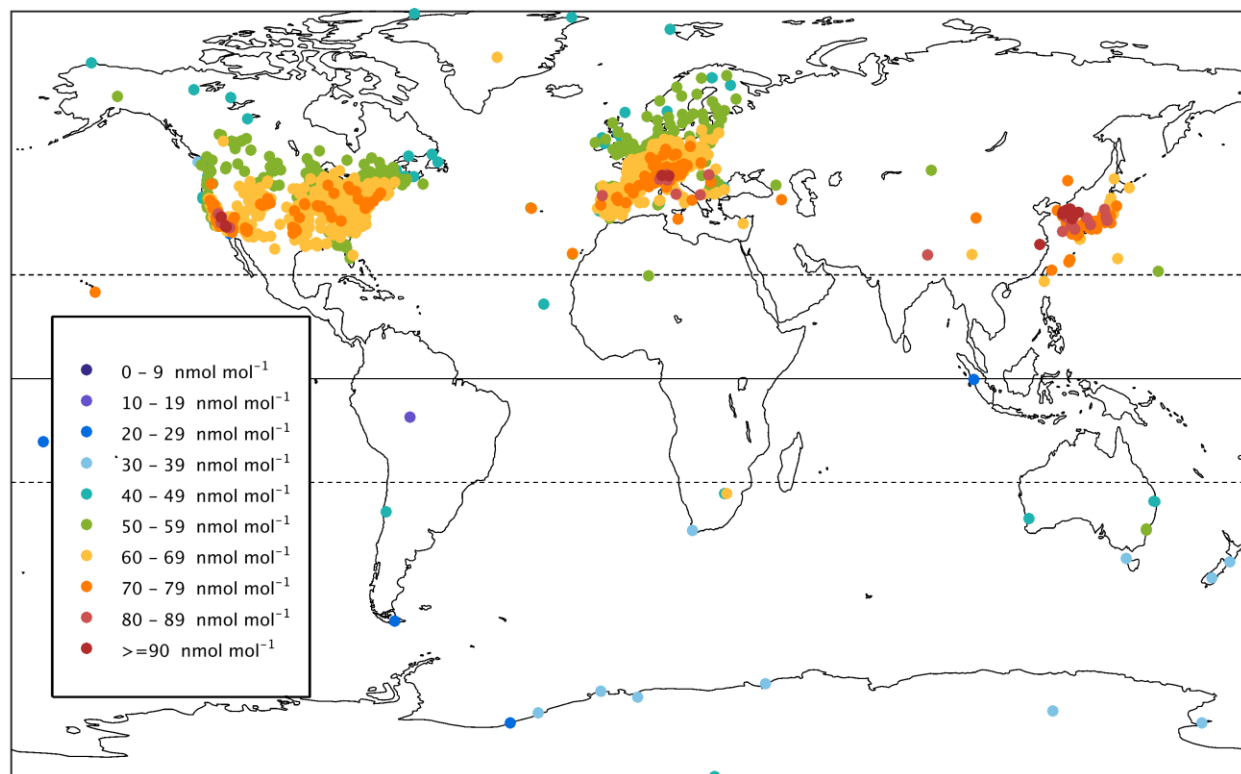 0 – 9 nmol mol⁻¹
10 – 19 nmol mol⁻¹
20 – 29 nmol mol⁻¹
30 – 39 nmol mol⁻¹
40 – 49 nmol mol⁻¹
50 – 59 nmol mol⁻¹
60 – 69 nmol mol⁻¹
70 – 79 nmol mol⁻¹
80 – 89 nmol mol⁻¹
>=90 nmol mol⁻¹